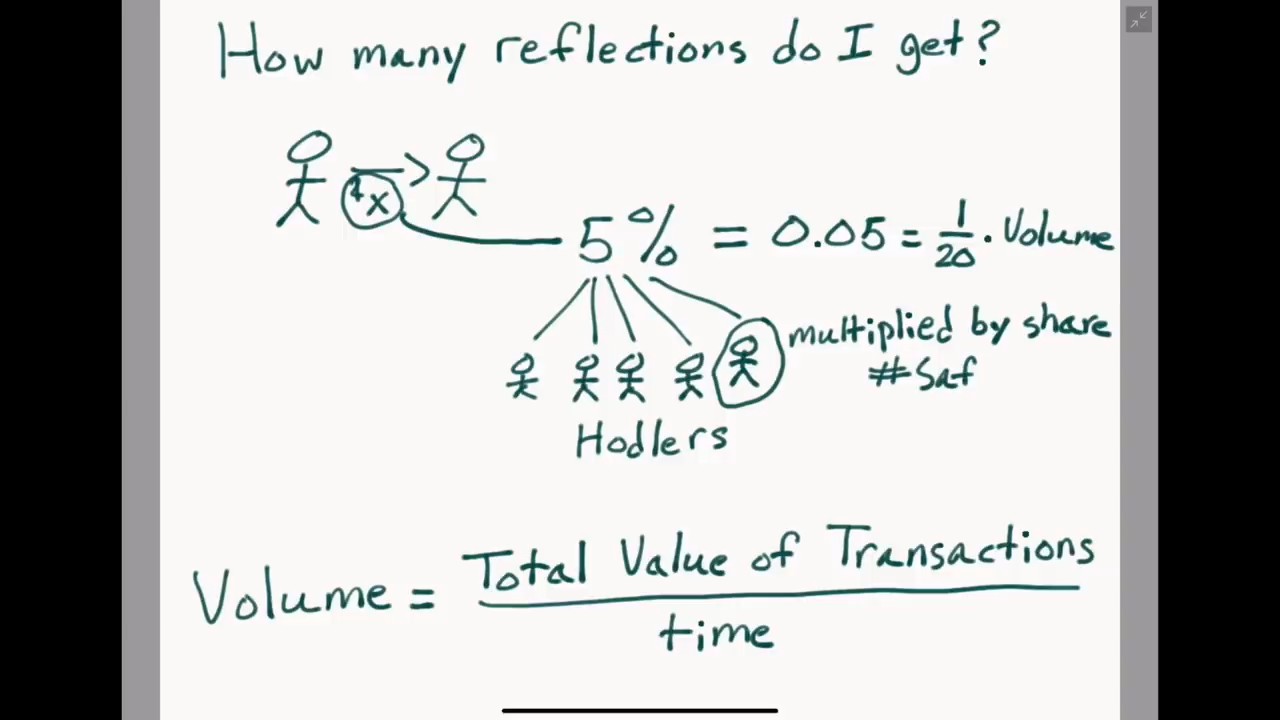 How many reflections do I get?
tx
5% = 0.05 = 1/20 · Volume
multiplied by share
#Saf
Hodlers
Volume = Total Value of Transactions
time